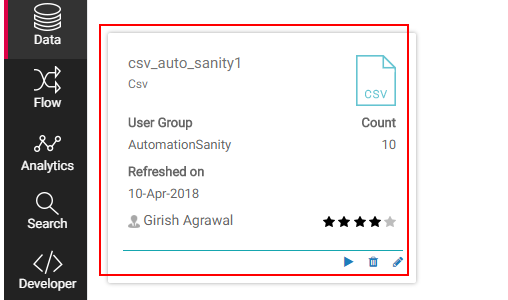 Data
Flow
Analytics
Search
Developer
csv_auto_sanity1
Csv
CSV
User Group
Count
AutomationSanity
10
Refreshed on
10-Apr-2018
Girish Agrawal